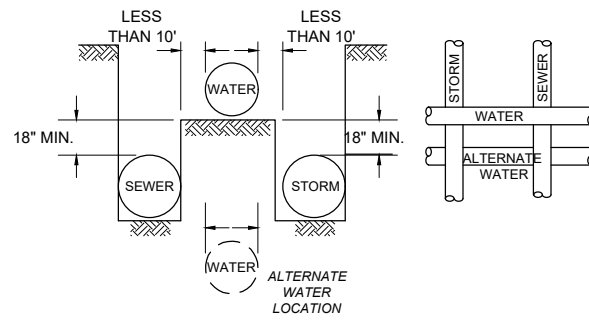 LESS
THAN 10'
LESS
THAN 10'
WATER
18" MIN.
18" MIN.
SEWER
STORM
WATER
ALTERNATE
WATER
LOCATION
STORM
SEWER
WATER
ALTERNATE
WATER